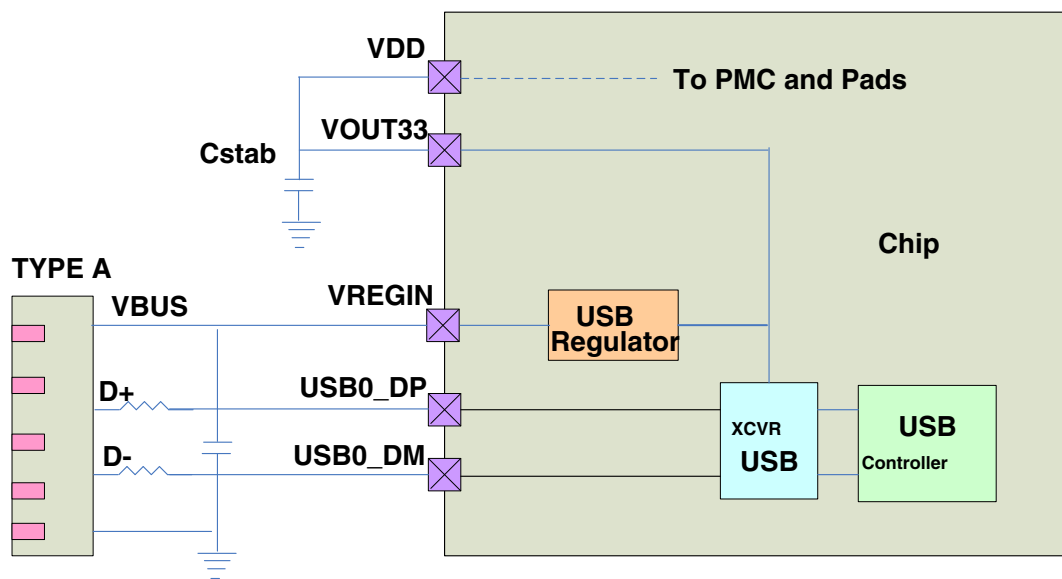 VDD
To PMC and Pads
VOUT33
Cstab
Chip
TYPE A
VBUS
VREGIN
USB
Regulator
D+
USB0_DP
XCVR
USB
USB
Controller
D-
USB0_DM